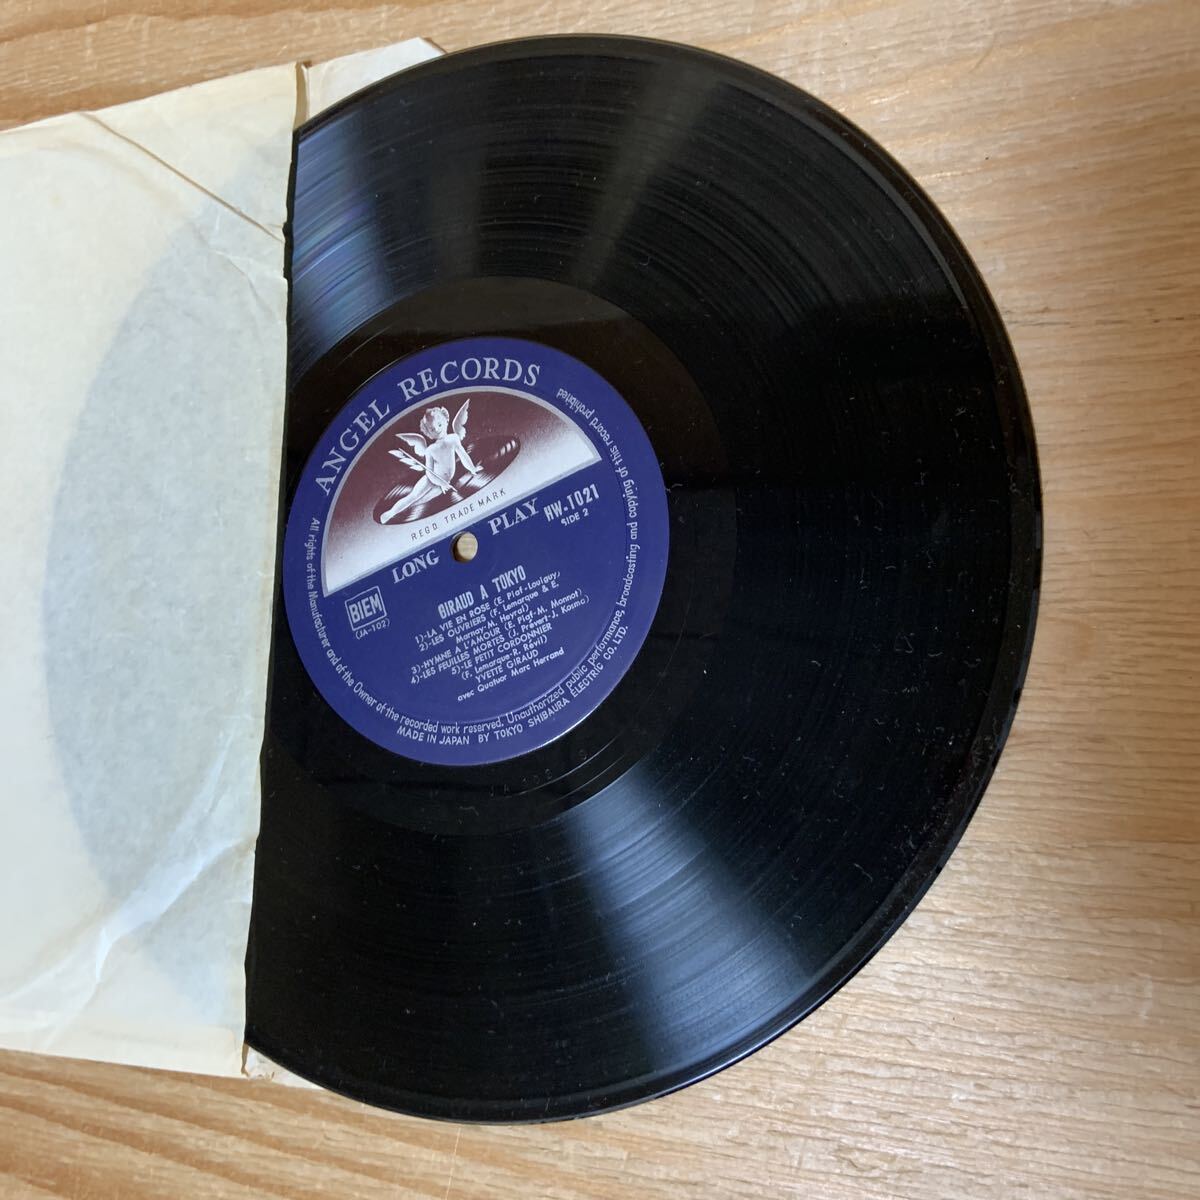 ANGEL RECORDS
REGD. TRADE MARK
LONG PLAY
HW-1021
SIDE 2
BIEM
(JA-102)
GIRAUD A TOKYO
1)-LA VIE EN ROSE (E. Piaf-Louiguy)
2)-LES OUVRIERS (F. Lemarque & E.
Marnay-M. Heyral)
3)-HYMNE A L'AMOUR (E. Piaf-M. Monnot)
4)-LES FEUILLES MORTES (J. Prévert-J. Kosma)
5)-LE PETIT CORDONNIER
(F. Lemarque-R. Révil)
YVETTE GIRAUD
avec Quatuor Marc Herrand
All rights of the Manufacturer and of the Owner of the recorded work reserved. Unauthorized public performance, broadcasting and copying of this record prohibited
MADE IN JAPAN BY TOKYO SHIBAURA ELECTRIC CO. LTD.